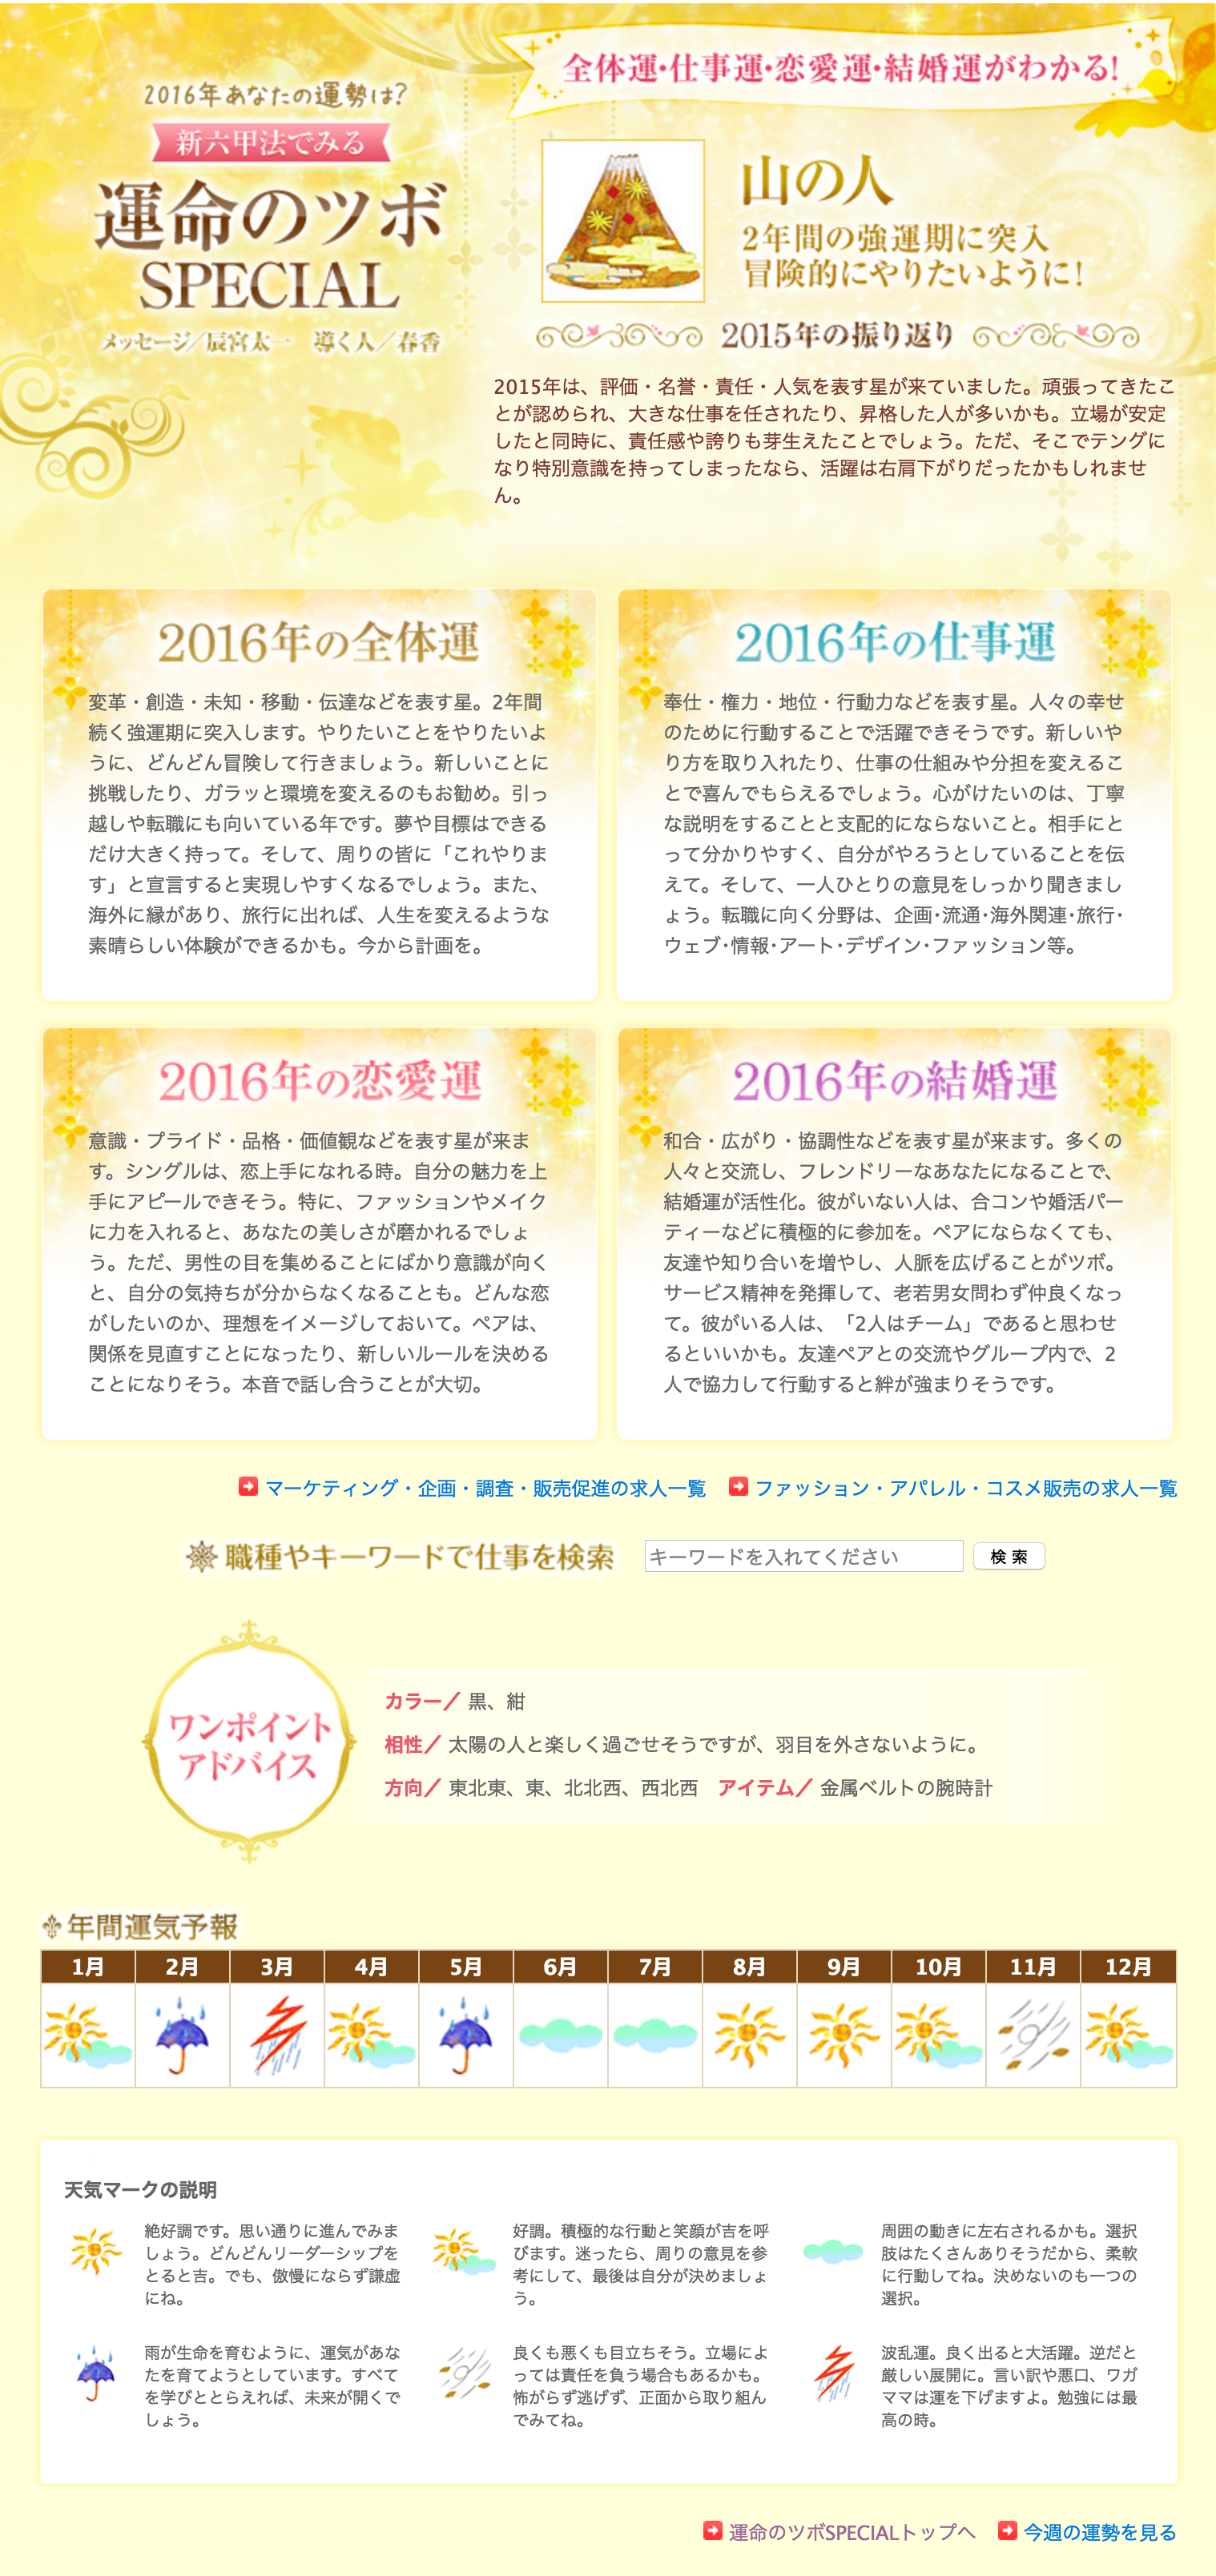 2016年あなたの運勢は?
新六甲法でみる
運命のツボ
SPECIAL
メッセージ／辰宮太一　導く人／春香
全体運・仕事運・恋愛運・結婚運がわかる!
山の人
2年間の強運期に突入
冒険的にやりたいように!
2015年の振り返り
2015年は、評価・名誉・責任・人気を表す星が来ていました。頑張ってきたこ
とが認められ、大きな仕事を任されたり、昇格した人が多いかも。立場が安定
したと同時に、責任感や誇りも芽生えたことでしょう。ただ、そこでテングに
なり特別意識を持ってしまったなら、活躍は右肩下がりだったかもしれませ
ん。
2016年の全体運
変革・創造・未知・移動・伝達などを表す星。2年間
続く強運期に突入します。やりたいことをやりたいよ
うに、どんどん冒険して行きましょう。新しいことに
挑戦したり、ガラッと環境を変えるのもお勧め。引っ
越しや転職にも向いている年です。夢や目標はできる
だけ大きく持って。そして、周りの皆に「これやりま
す」と宣言すると実現しやすくなるでしょう。また、
海外に縁があり、旅行に出れば、人生を変えるような
素晴らしい体験ができるかも。今から計画を。
2016年の仕事運
奉仕・権力・地位・行動力などを表す星。人々の幸せ
のために行動することで活躍できそうです。新しいや
り方を取り入れたり、仕事の仕組みや分担を変えるこ
とで喜んでもらえるでしょう。心がけたいのは、丁寧
な説明をすることと支配的にならないこと。相手にと
って分かりやすく、自分がやろうとしていることを伝
えて。そして、一人ひとりの意見をしっかり聞きまし
ょう。転職に向く分野は、企画･流通･海外関連･旅行･
ウェブ･情報･アート･デザイン･ファッション等。
2016年の恋愛運
意識・プライド・品格・価値観などを表す星が来ま
す。シングルは、恋上手になれる時。自分の魅力を上
手にアピールできそう。特に、ファッションやメイク
に力を入れると、あなたの美しさが磨かれるでしょ
う。ただ、男性の目を集めることにばかり意識が向く
と、自分の気持ちが分からなくなることも。どんな恋
がしたいのか、理想をイメージしておいて。ペアは、
関係を見直すことになったり、新しいルールを決める
ことになりそう。本音で話し合うことが大切。
2016年の結婚運
和合・広がり・協調性などを表す星が来ます。多くの
人々と交流し、フレンドリーなあなたになることで、
結婚運が活性化。彼がいない人は、合コンや婚活パー
ティーなどに積極的に参加を。ペアにならなくても、
友達や知り合いを増やし、人脈を広げることがツボ。
サービス精神を発揮して、老若男女問わず仲良くなっ
て。彼がいる人は、「2人はチーム」であると思わせ
るといいかも。友達ペアとの交流やグループ内で、2
人で協力して行動すると絆が強まりそうです。
マーケティング・企画・調査・販売促進の求人一覧　ファッション・アパレル・コスメ販売の求人一覧
職種やキーワードで仕事を検索　キーワードを入れてください　検 索
ワンポイント
アドバイス
カラー／ 黒、紺
相性／ 太陽の人と楽しく過ごせそうですが、羽目を外さないように。
方向／ 東北東、東、北北西、西北西　アイテム／ 金属ベルトの腕時計
年間運気予報
1月 2月 3月 4月 5月 6月 7月 8月 9月 10月 11月 12月
天気マークの説明
絶好調です。思い通りに進んでみま
しょう。どんどんリーダーシップを
とると吉。でも、傲慢にならず謙虚
にね。
好調。積極的な行動と笑顔が吉を呼
びます。迷ったら、周りの意見を参
考にして、最後は自分が決めましょ
う。
周囲の動きに左右されるかも。選択
肢はたくさんありそうだから、柔軟
に行動してね。決めないのも一つの
選択。
雨が生命を育むように、運気があな
たを育てようとしています。すべて
を学びととらえれば、未来が開くで
しょう。
良くも悪くも目立ちそう。立場によ
っては責任を負う場合もあるかも。
怖がらず逃げず、正面から取り組ん
でみてね。
波乱運。良く出ると大活躍。逆だと
厳しい展開に。言い訳や悪口、ワガ
ママは運を下げますよ。勉強には最
高の時。
運命のツボSPECIALトップへ　今週の運勢を見る